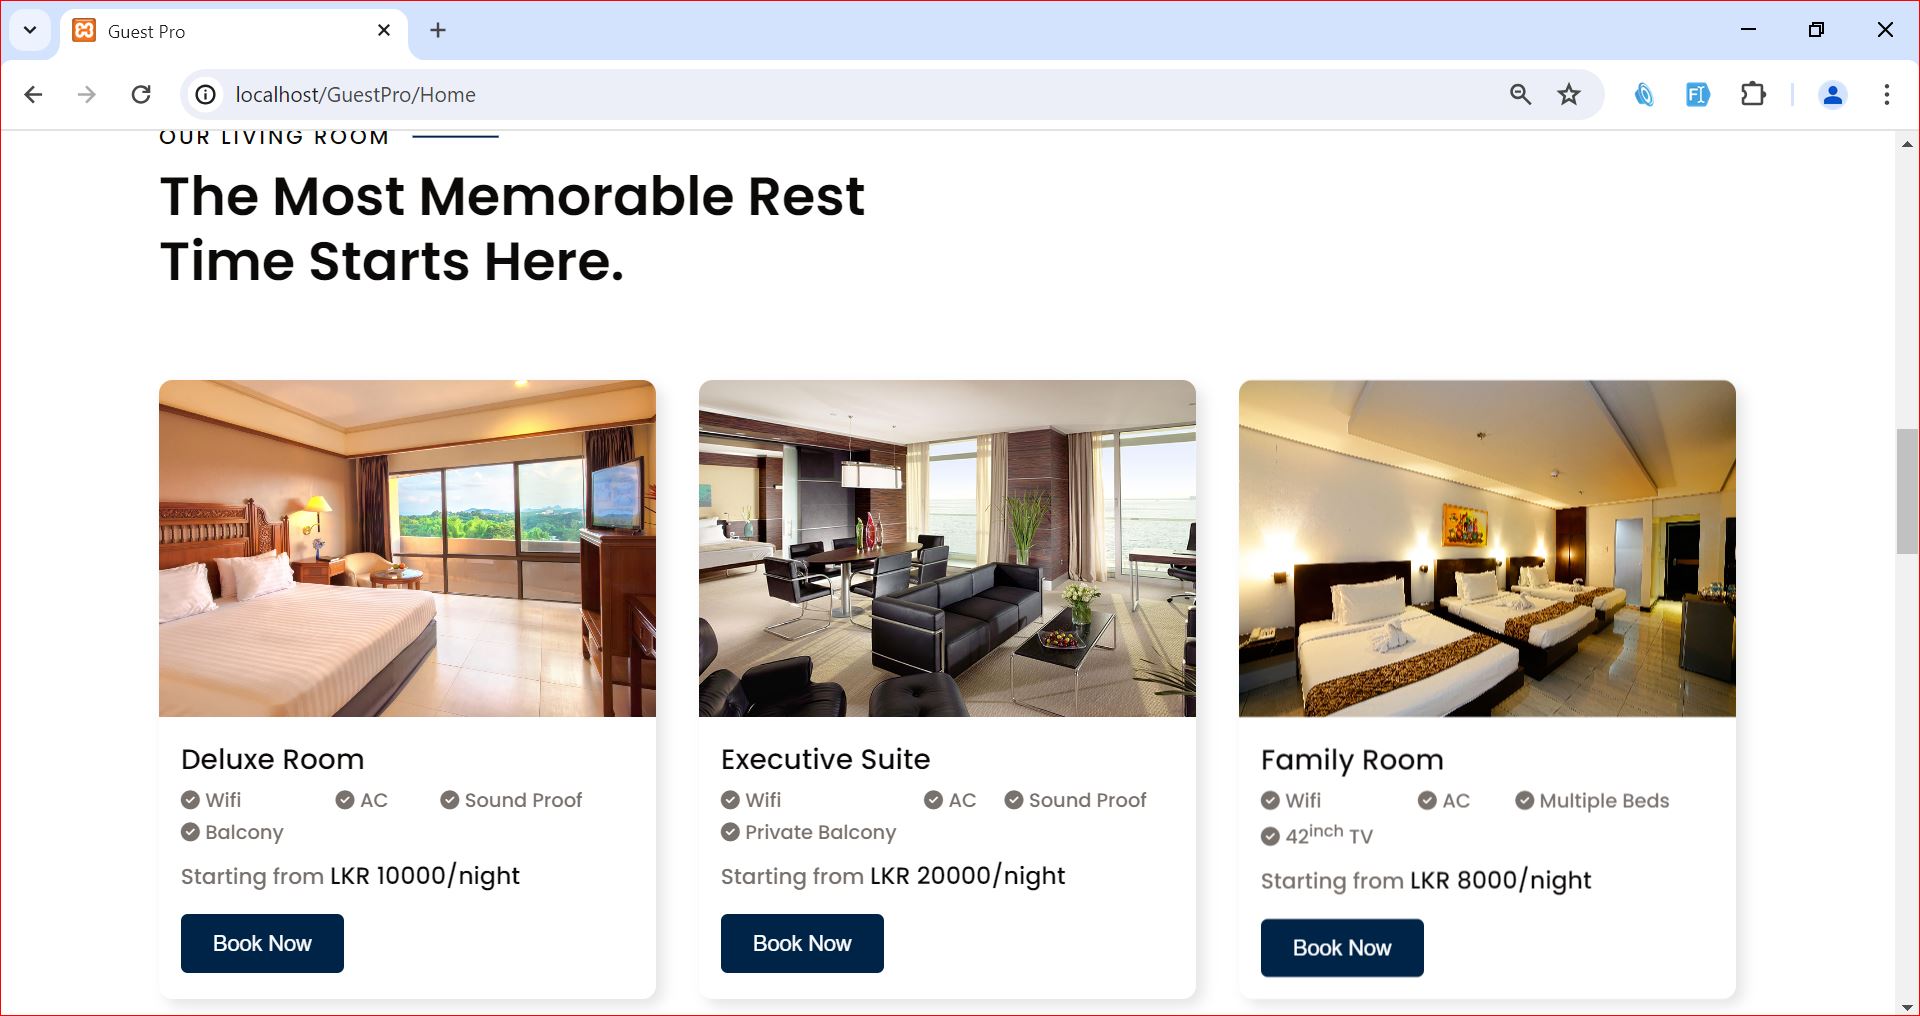 Guest Pro
localhost/GuestPro/Home
OUR LIVING ROOM
The Most Memorable Rest
Time Starts Here.
Deluxe Room
Wifi AC Sound Proof
Balcony
Starting from LKR 10000/night
Book Now
Executive Suite
Wifi AC Sound Proof
Private Balcony
Starting from LKR 20000/night
Book Now
Family Room
Wifi AC Multiple Beds
42inch TV
Starting from LKR 8000/night
Book Now